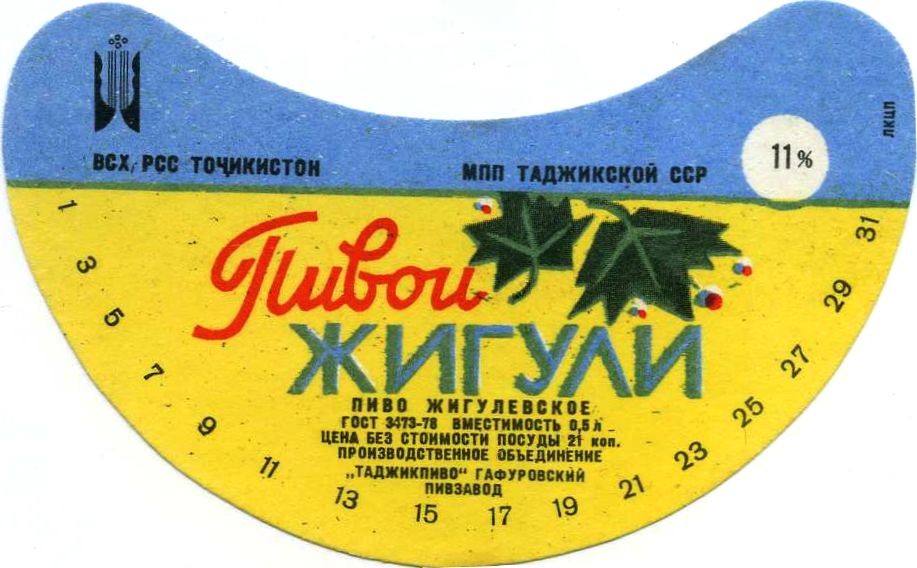 ВСХ РСС ТОҶИКИСТОН
МПП ТАДЖИКСКОЙ ССР
11%
ЛКЦП
Пивои
ЖИГУЛИ
ПИВО ЖИГУЛЕВСКОЕ
ГОСТ 3473-78 ВМЕСТИМОСТЬ 0,5 л
ЦЕНА БЕЗ СТОИМОСТИ ПОСУДЫ 21 коп.
ПРОИЗВОДСТВЕННОЕ ОБЪЕДИНЕНИЕ
„ТАДЖИКПИВО" ГАФУРОВСКИЙ
ПИВЗАВОД
1 3 5 7 9 11 13 15 17 19 21 23 25 27 29 31